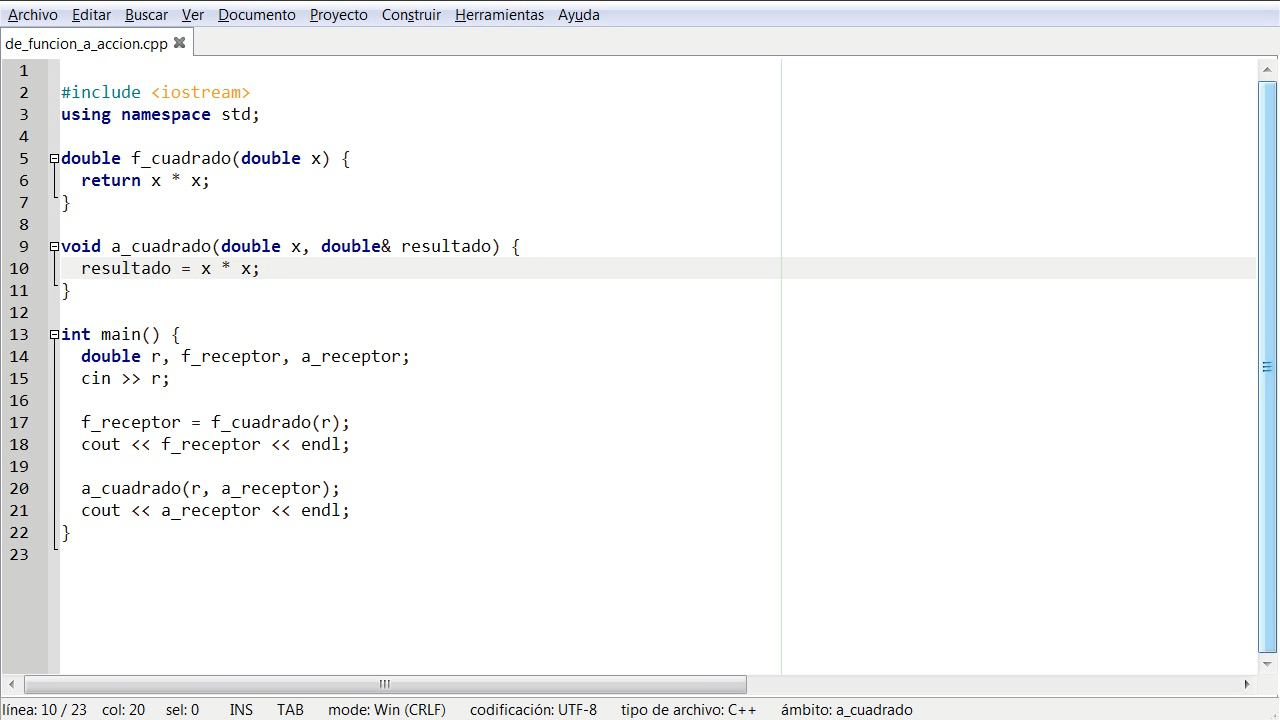 Archivo Editar Buscar Ver Documento Proyecto Construir Herramientas Ayuda
de_funcion_a_accion.cpp
1
2 #include <iostream>
3 using namespace std;
4
5 double f_cuadrado(double x) {
6   return x * x;
7 }
8
9 void a_cuadrado(double x, double& resultado) {
10   resultado = x * x;
11 }
12
13 int main() {
14   double r, f_receptor, a_receptor;
15   cin >> r;
16
17   f_receptor = f_cuadrado(r);
18   cout << f_receptor << endl;
19
20   a_cuadrado(r, a_receptor);
21   cout << a_receptor << endl;
22 }
23
línea: 10 / 23 col: 20 sel: 0 INS TAB mode: Win (CRLF) codificación: UTF-8 tipo de archivo: C++ ámbito: a_cuadrado